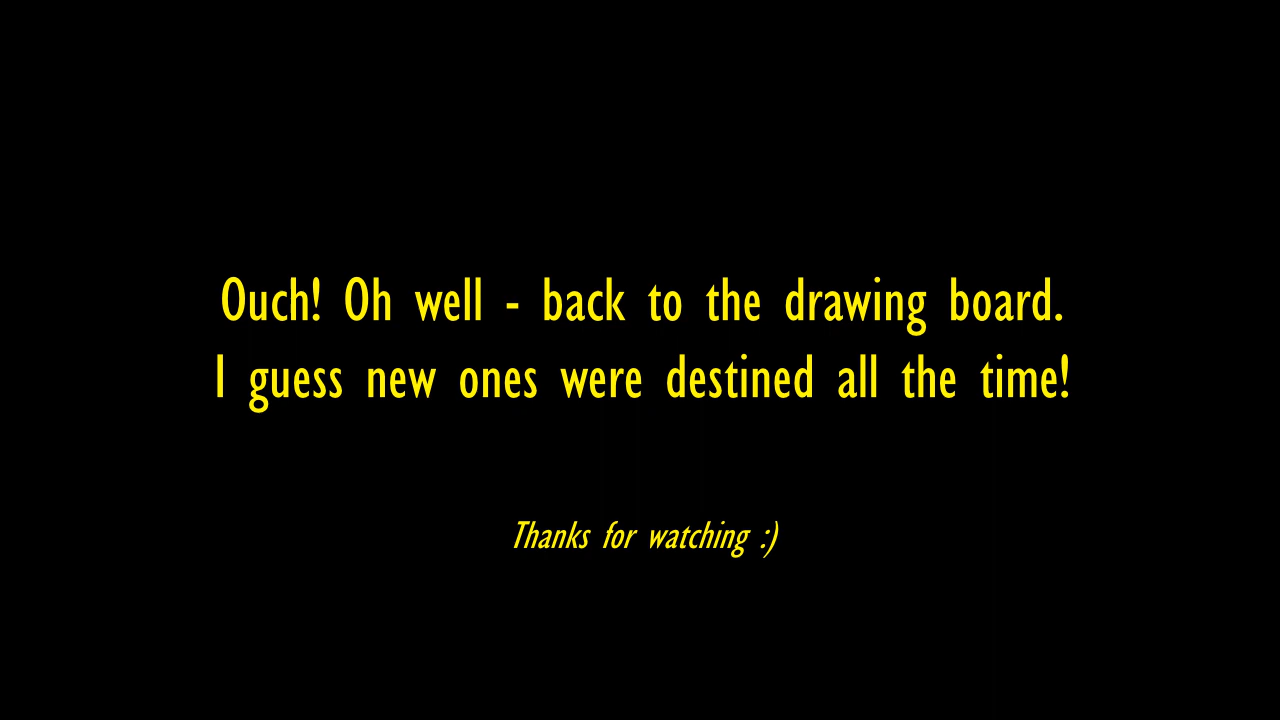 Ouch! Oh well - back to the drawing board.
I guess new ones were destined all the time!
Thanks for watching :)